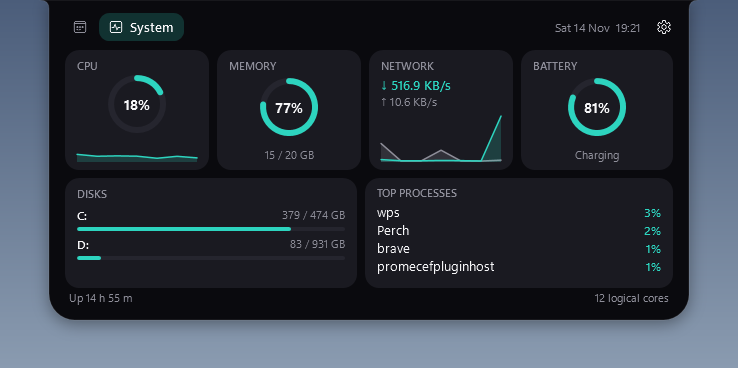 System
Sat 14 Nov 19:21
CPU
18%
MEMORY
77%
15 / 20 GB
NETWORK
↓ 516.9 KB/s
↑ 10.6 KB/s
BATTERY
81%
Charging
DISKS
C: 379 / 474 GB
D: 83 / 931 GB
TOP PROCESSES
wps 3%
Perch 2%
brave 1%
promecefpluginhost 1%
Up 14 h 55 m
12 logical cores